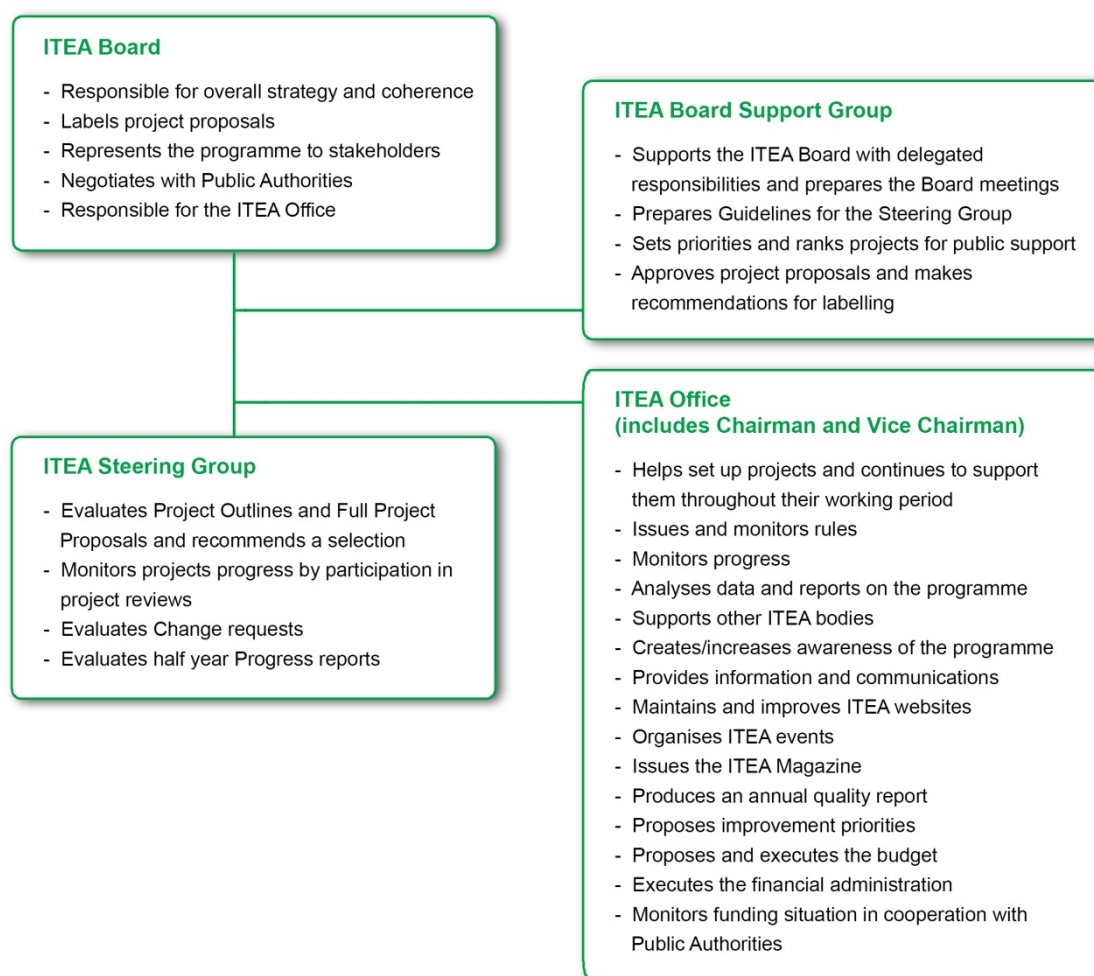 ITEA Board
- Responsible for overall strategy and coherence
- Labels project proposals
- Represents the programme to stakeholders
- Negotiates with Public Authorities
- Responsible for the ITEA Office
ITEA Board Support Group
- Supports the ITEA Board with delegated
responsibilities and prepares the Board meetings
- Prepares Guidelines for the Steering Group
- Sets priorities and ranks projects for public support
- Approves project proposals and makes
recommendations for labelling
ITEA Steering Group
- Evaluates Project Outlines and Full Project
Proposals and recommends a selection
- Monitors projects progress by participation in
project reviews
- Evaluates Change requests
- Evaluates half year Progress reports
ITEA Office
(includes Chairman and Vice Chairman)
- Helps set up projects and continues to support
them throughout their working period
- Issues and monitors rules
- Monitors progress
- Analyses data and reports on the programme
- Supports other ITEA bodies
- Creates/increases awareness of the programme
- Provides information and communications
- Maintains and improves ITEA websites
- Organises ITEA events
- Issues the ITEA Magazine
- Produces an annual quality report
- Proposes improvement priorities
- Proposes and executes the budget
- Executes the financial administration
- Monitors funding situation in cooperation with
Public Authorities